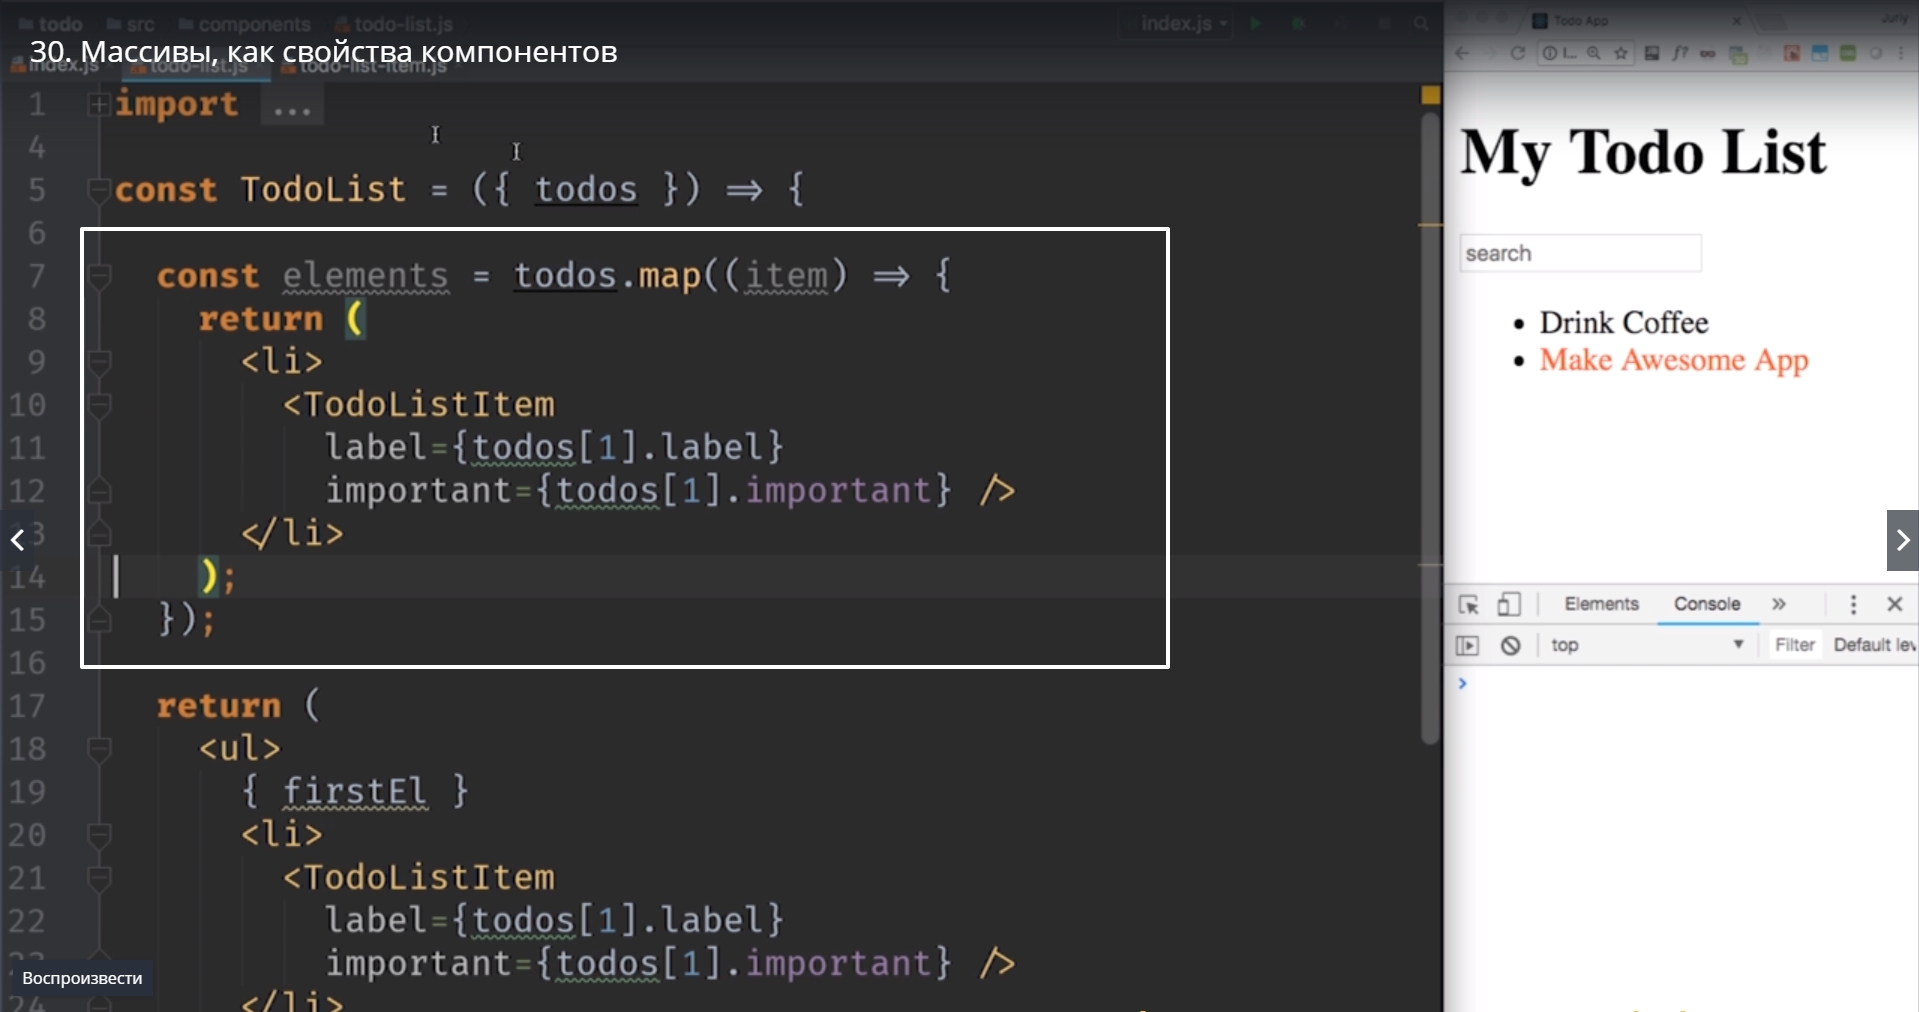 todo src components todo-list.js index.js
30. Массивы, как свойства компонентов
index.js todo-list.js todo-list-item.js
1 import ...
4
5 const TodoList = ({ todos }) => {
6
7 const elements = todos.map((item) => {
8 return (
9 <li>
10 <TodoListItem
11 label={todos[1].label}
12 important={todos[1].important} />
13 </li>
14 );
15 });
16
17 return (
18 <ul>
19 { firstEl }
20 <li>
21 <TodoListItem
22 label={todos[1].label}
23 important={todos[1].important} />
24 </li>
Воспроизвести
Todo App
My Todo List
search
Drink Coffee
Make Awesome App
Elements Console
top Filter Default lev